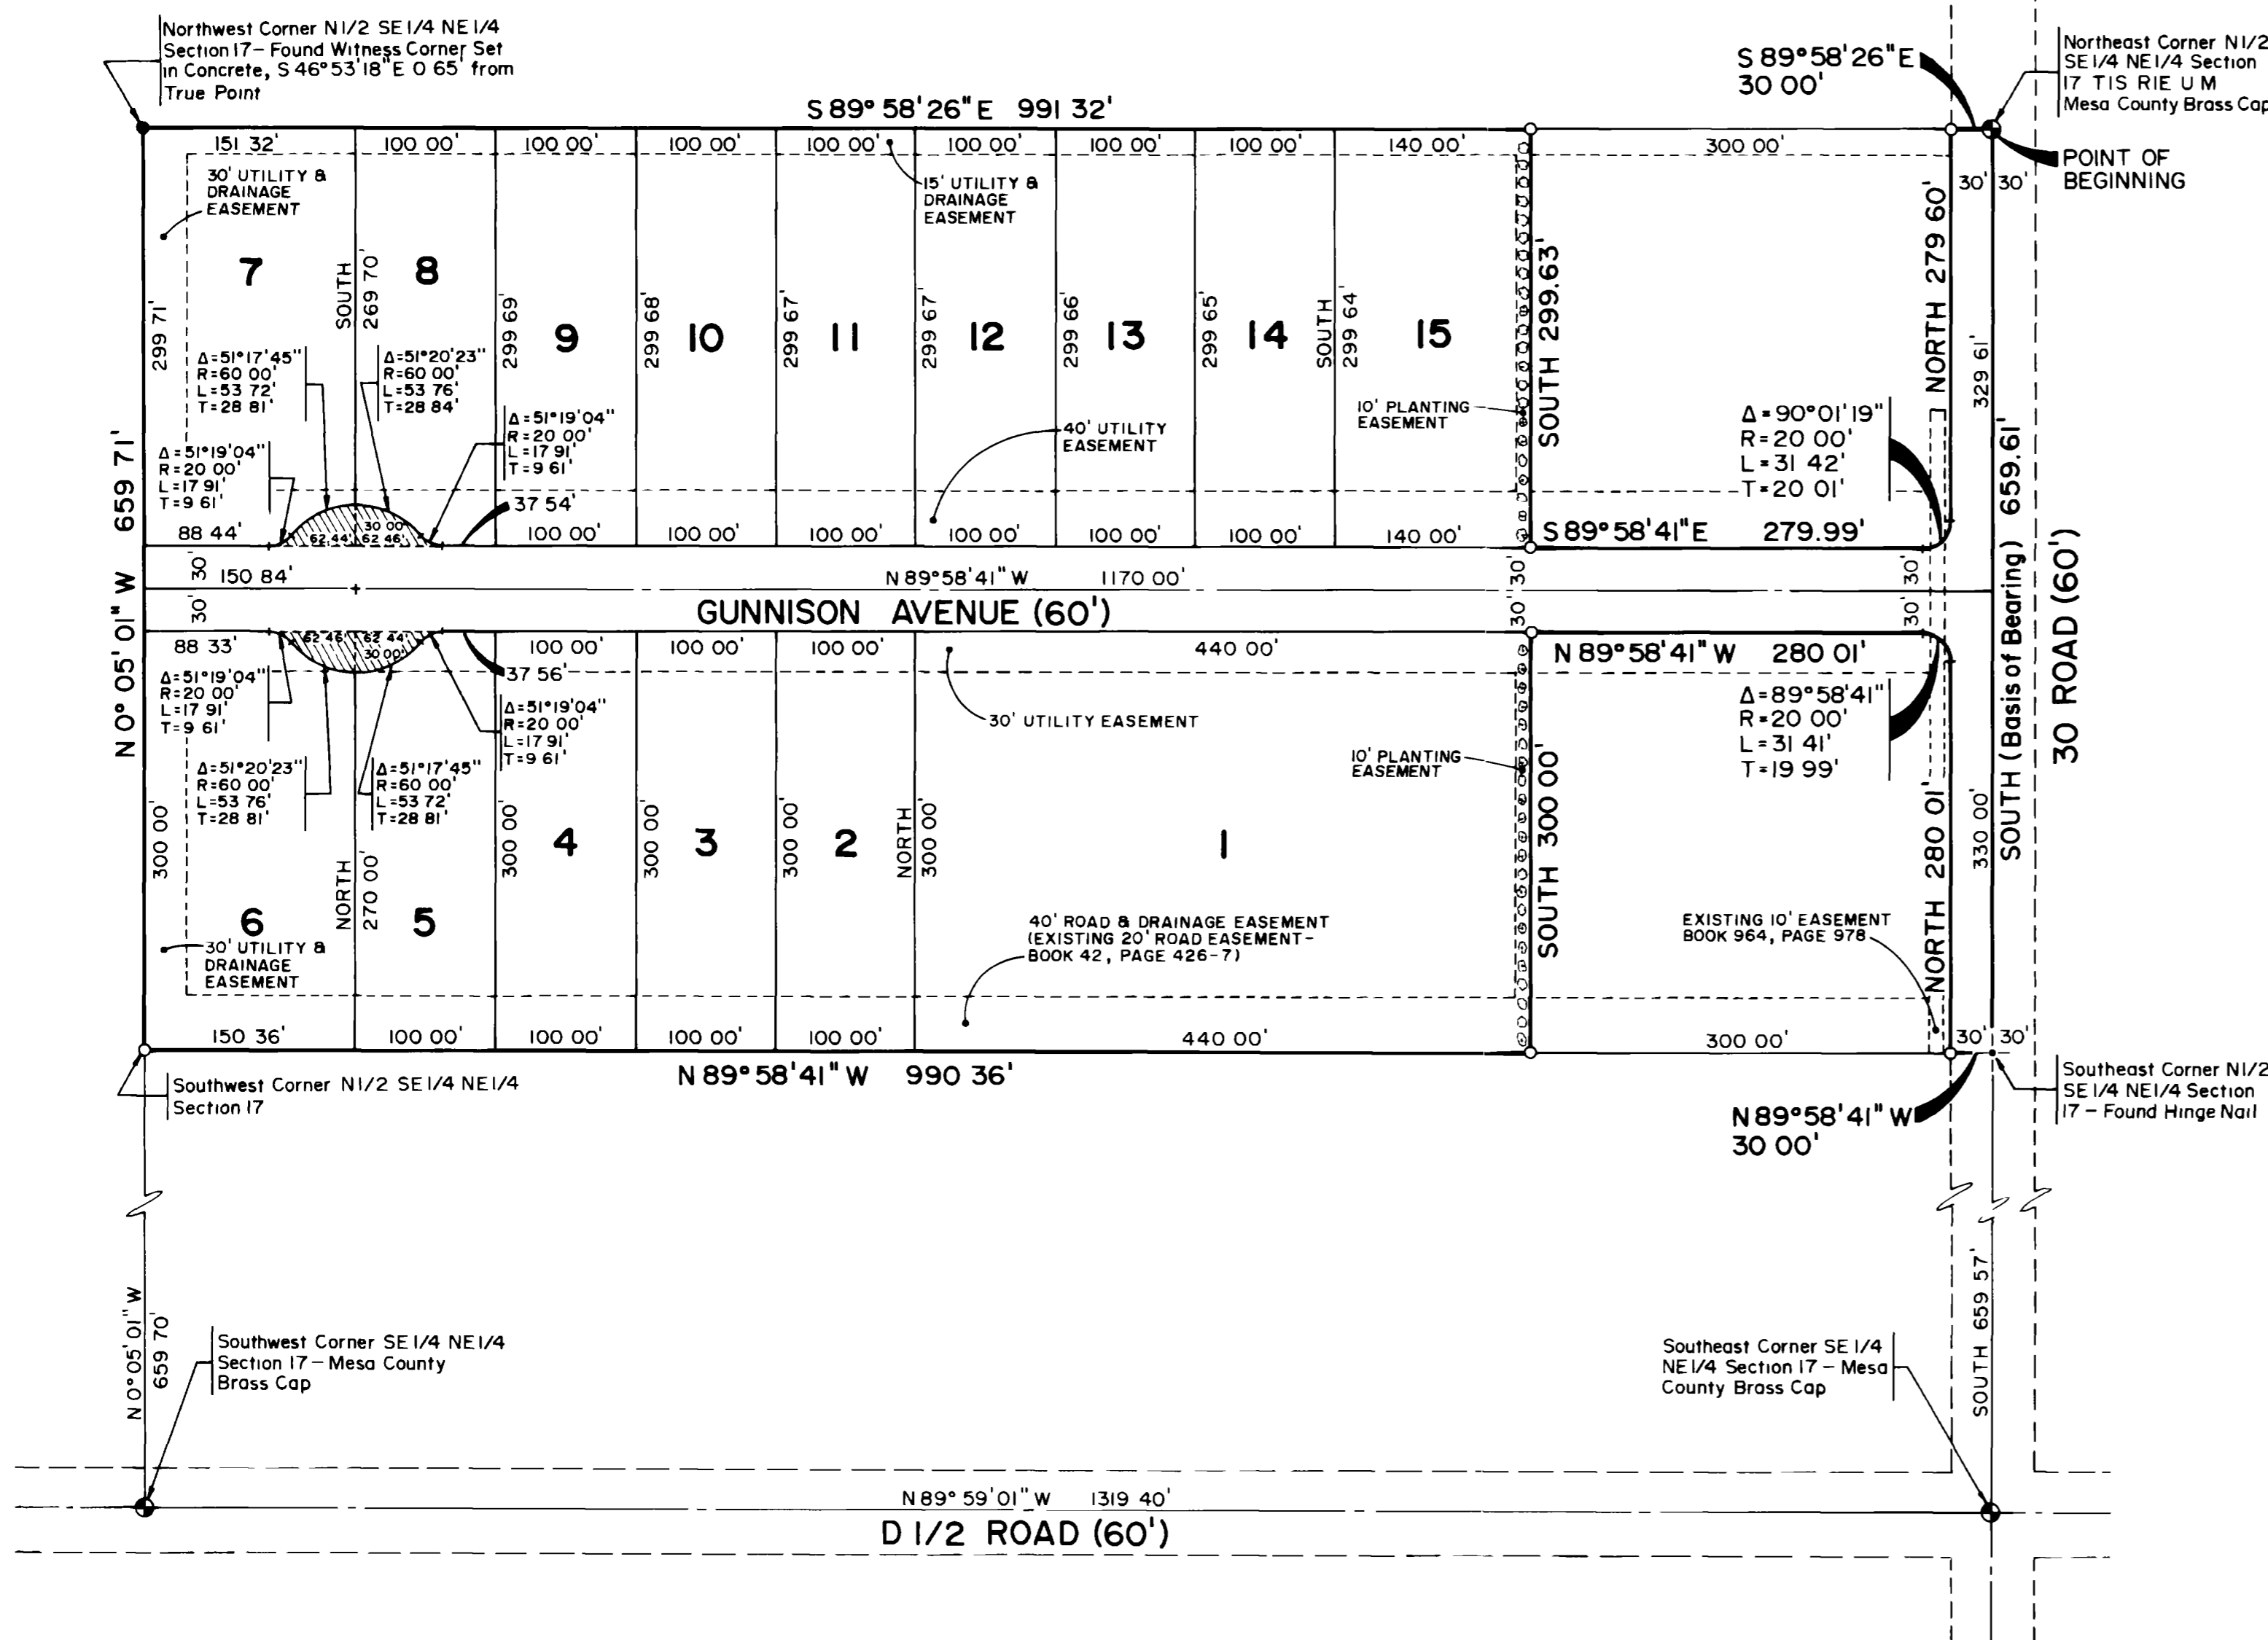 Northwest Corner N1/2 SE1/4 NE1/4
Section 17- Found Witness Corner Set
in Concrete, S 46°53'18"E 0 65' from
True Point
S 89°58'26"E
30 00'
Northeast Corner N1/2
SE1/4 NE1/4 Section
17 T1S R1E U M
Mesa County Brass Cap
POINT OF
BEGINNING
S 89° 58'26"E 991 32'
151 32'
100 00'
100 00'
100 00'
100 00'
100 00'
100 00'
100 00'
140 00'
300 00'
30'
30'
30' UTILITY &
DRAINAGE
EASEMENT
15' UTILITY &
DRAINAGE
EASEMENT
7
8
9
10
11
12
13
14
15
299 71'
SOUTH
269 70'
299 69'
299 68'
299 67'
299 67'
299 66'
299 65'
SOUTH
299 64'
SOUTH 299.63'
NORTH 279 60'
329 61'
Δ=51°17'45"
R=60 00'
L=53 72'
T=28 81'
Δ=51°20'23"
R=60 00'
L=53 76'
T=28 84'
Δ=51°19'04"
R=20 00'
L=17 91'
T=9 61'
Δ=51°19'04"
R=20 00'
L=17 91'
T=9 61'
37 54'
40' UTILITY
EASEMENT
10' PLANTING
EASEMENT
Δ=90°01'19"
R=20 00'
L=31 42'
T=20 01'
88 44'
30 00'
62 44'
62 46'
100 00'
100 00'
100 00'
100 00'
100 00'
100 00'
140 00'
S 89°58'41"E 279.99'
N 0° 05' 01" W 659 71'
30'
150 84'
30'
N 89°58'41"W 1170 00'
GUNNISON AVENUE (60')
30'
30'
30'
30'
SOUTH (Basis of Bearing) 659.61'
30 ROAD (60')
88 33'
62 46'
62 44'
30 00'
37 56'
100 00'
100 00'
100 00'
440 00'
N 89°58'41" W 280 01'
Δ=51°19'04"
R=20 00'
L=17 91'
T=9 61'
Δ=51°19'04"
R=20 00'
L=17 91'
T=9 61'
30' UTILITY EASEMENT
Δ=89°58'41"
R=20 00'
L=31 41'
T=19 99'
Δ=51°20'23"
R=60 00'
L=53 76'
T=28 81'
Δ=51°17'45"
R=60 00'
L=53 72'
T=28 81'
10' PLANTING
EASEMENT
300 00'
NORTH
270 00'
300 00'
300 00'
300 00'
NORTH
300 00'
SOUTH 300 00'
NORTH 280 01'
330 00'
6
5
4
3
2
1
30' UTILITY &
DRAINAGE
EASEMENT
40' ROAD & DRAINAGE EASEMENT
(EXISTING 20' ROAD EASEMENT-
BOOK 42, PAGE 426-7)
EXISTING 10' EASEMENT
BOOK 964, PAGE 978
150 36'
100 00'
100 00'
100 00'
100 00'
440 00'
300 00'
30'
30'
N 89°58'41"W 990 36'
Southwest Corner N1/2 SE1/4 NE1/4
Section 17
Southeast Corner N1/2
SE1/4 NE1/4 Section
17 - Found Hinge Nail
N 89°58'41" W
30 00'
N 0° 05' 01" W
659 70'
SOUTH 659 57'
Southwest Corner SE1/4 NE1/4
Section 17 - Mesa County
Brass Cap
Southeast Corner SE 1/4
NE1/4 Section 17 - Mesa
County Brass Cap
N 89° 59'01" W 1319 40'
D 1/2 ROAD (60')